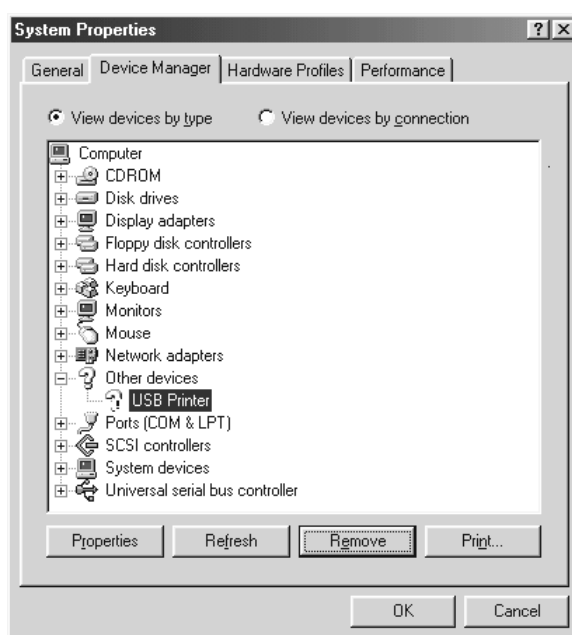 System Properties
General Device Manager Hardware Profiles Performance
View devices by type View devices by connection
Computer
CDROM
Disk drives
Display adapters
Floppy disk controllers
Hard disk controllers
Keyboard
Monitors
Mouse
Network adapters
Other devices
USB Printer
Ports (COM & LPT)
SCSI controllers
System devices
Universal serial bus controller
Properties Refresh Remove Print...
OK Cancel